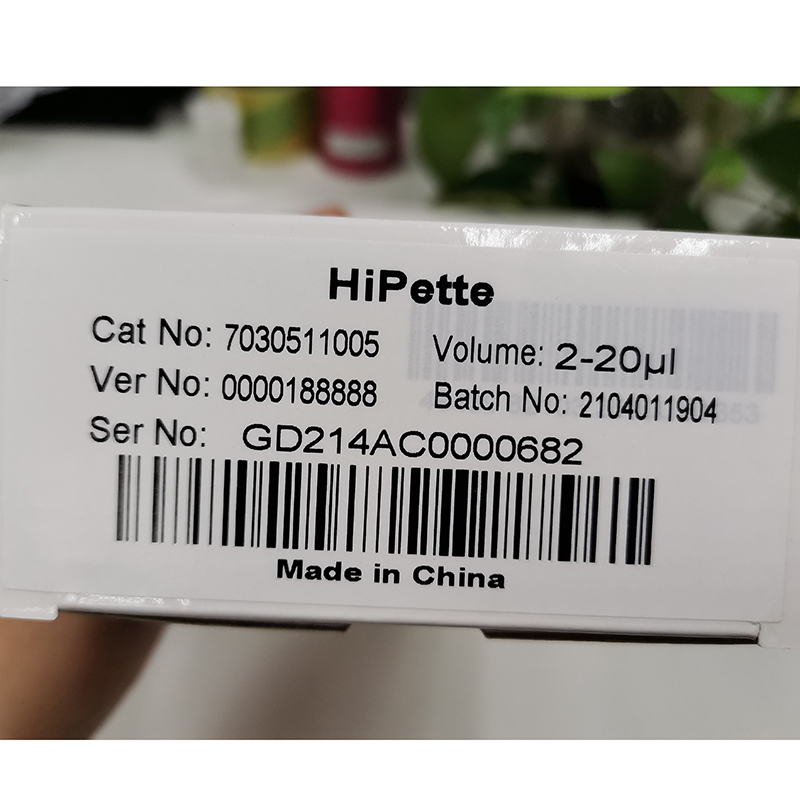 HiPette
Cat No: 7030511005 Volume: 2-20µl
Ver No: 0000188888 Batch No: 2104011904
Ser No: GD214AC0000682
Made in China